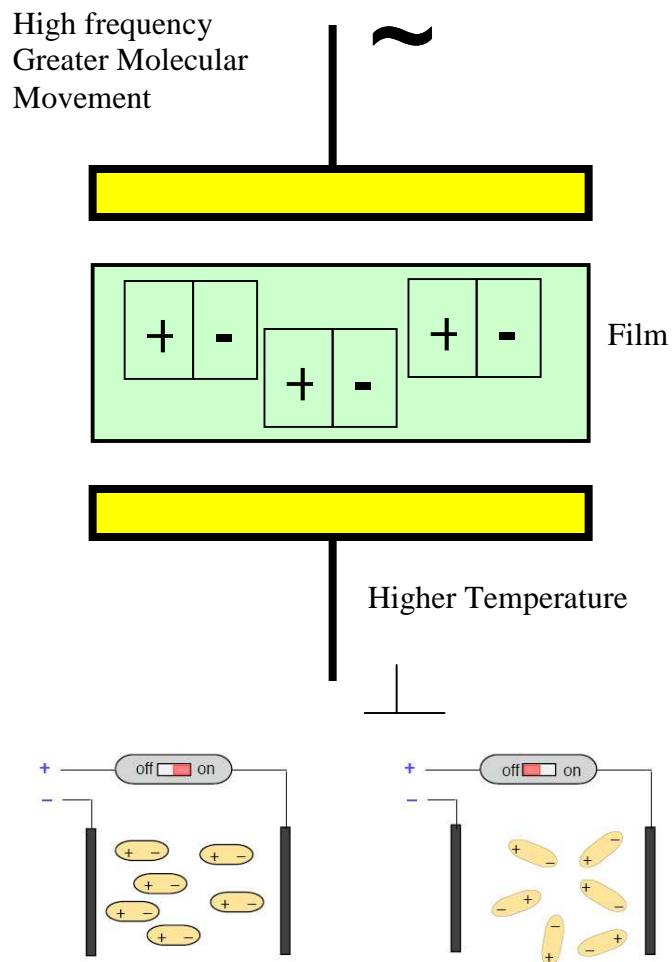 High frequency
Greater Molecular
Movement
~
+ - + - + -
Film
Higher Temperature
+ off on + off on
− −
+ − + − + − + −
+ − + − + −
+ − + − − + + −
+ − − + − +